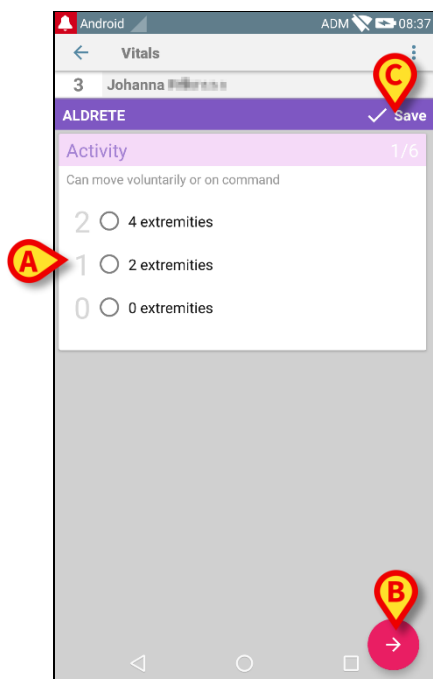 Android ADM 08:37
Vitals
C
3 Johanna
ALDRETE Save
Activity 1/6
Can move voluntarily or on command
2 4 extremities
A
1 2 extremities
0 0 extremities
B